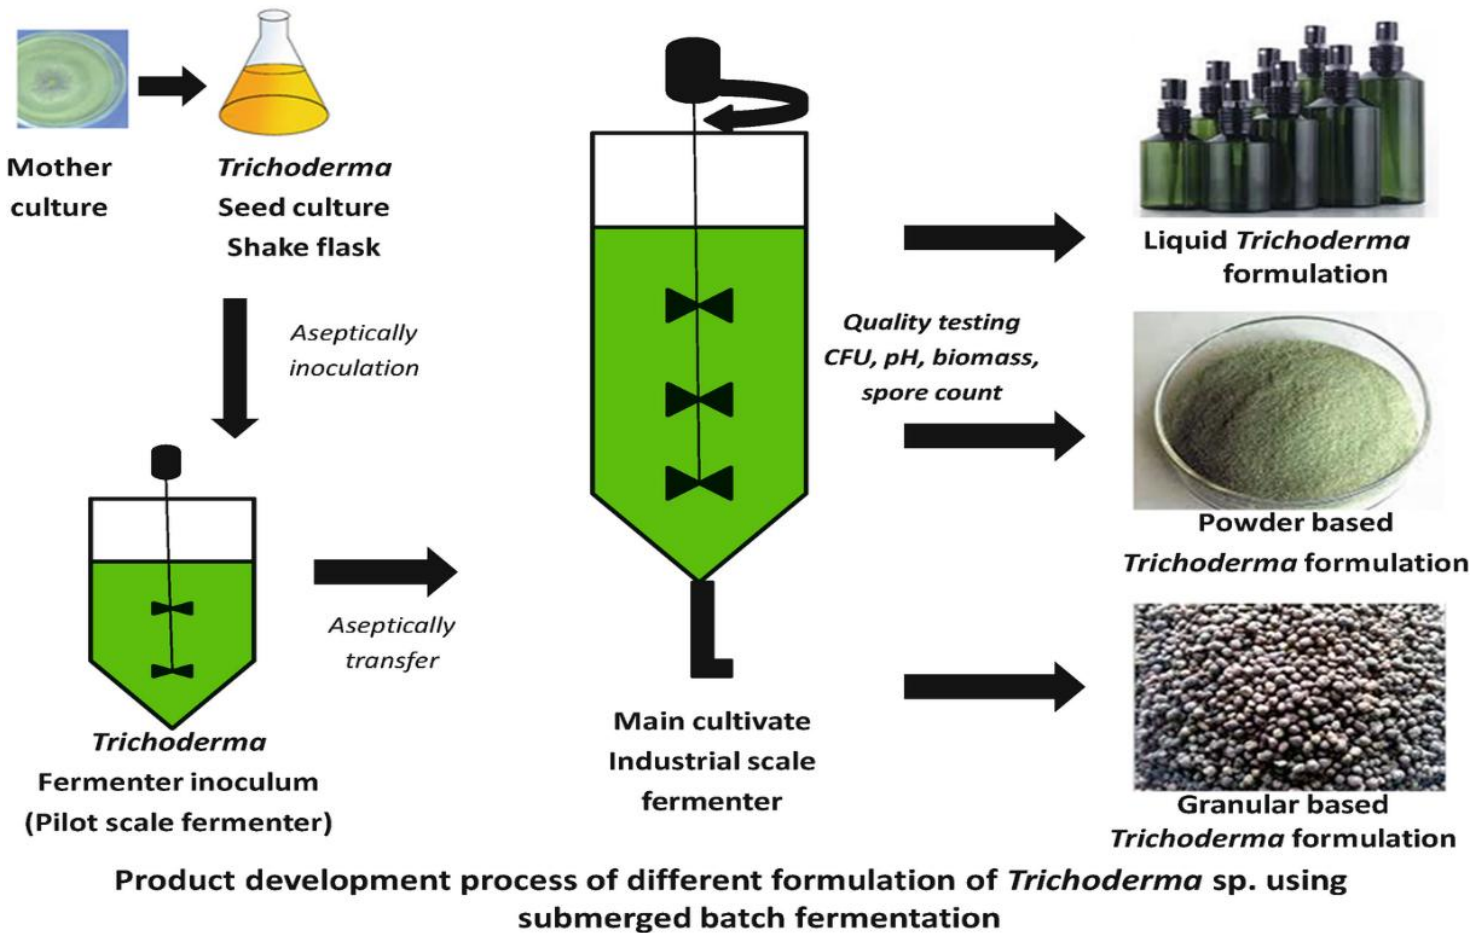 Mother
culture
Trichoderma
Seed culture
Shake flask
Aseptically
inoculation
Trichoderma
Fermenter inoculum
(Pilot scale fermenter)
Aseptically
transfer
Main cultivate
Industrial scale
fermenter
Quality testing
CFU, pH, biomass,
spore count
Liquid Trichoderma
formulation
Powder based
Trichoderma formulation
Granular based
Trichoderma formulation
Product development process of different formulation of Trichoderma sp. using
submerged batch fermentation